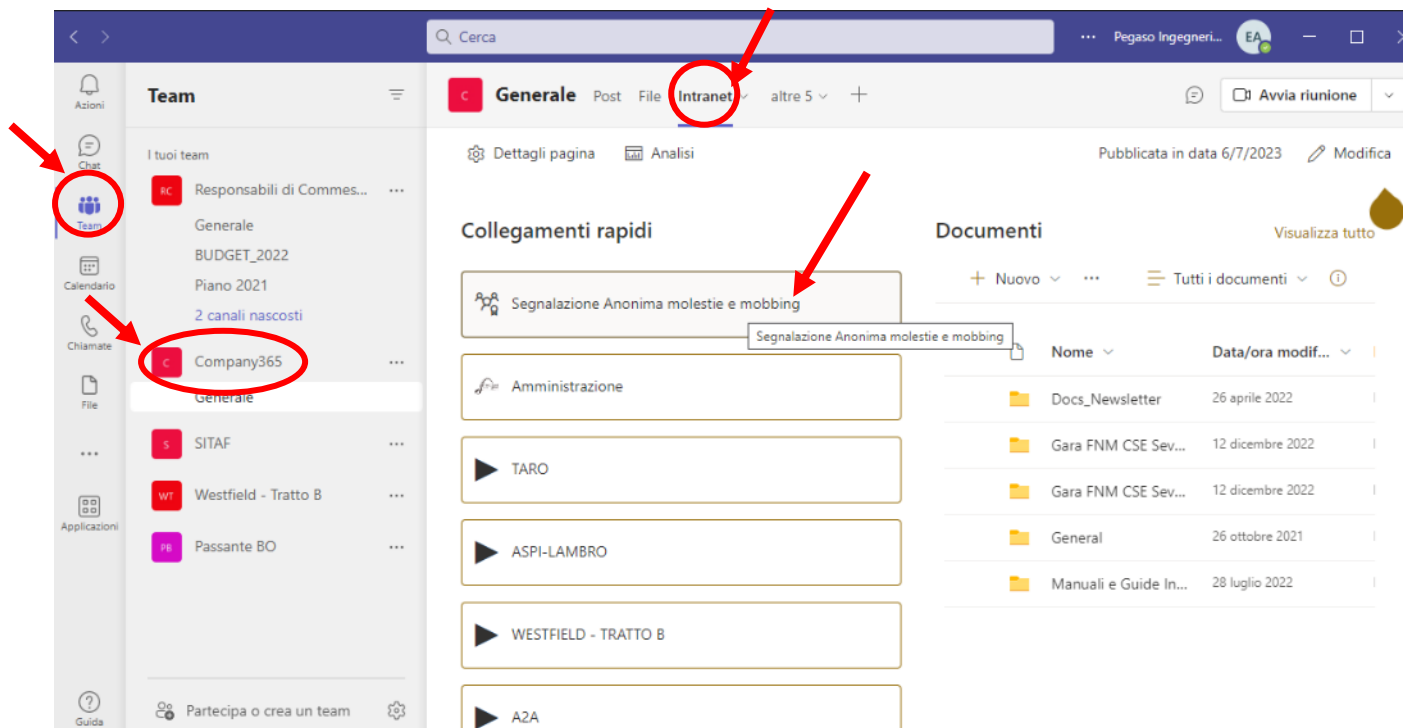 Cerca
Pegaso Ingegneri...
EA
Azioni
Chat
Team
Calendario
Chiamate
File
Applicazioni
Guida
Team
I tuoi team
RC Responsabili di Commes...
Generale
BUDGET_2022
Piano 2021
2 canali nascosti
C Company365
Generale
S SITAF
WT Westfield - Tratto B
PB Passante BO
Partecipa o crea un team
C Generale Post File Intranet altre 5
Avvia riunione
Dettagli pagina Analisi
Pubblicata in data 6/7/2023 Modifica
Collegamenti rapidi
Segnalazione Anonima molestie e mobbing
Segnalazione Anonima molestie e mobbing
Amministrazione
TARO
ASPI-LAMBRO
WESTFIELD - TRATTO B
A2A
Documenti Visualizza tutto
Nuovo ... Tutti i documenti
Nome Data/ora modif...
Docs_Newsletter 26 aprile 2022
Gara FNM CSE Sev... 12 dicembre 2022
Gara FNM CSE Sev... 12 dicembre 2022
General 26 ottobre 2021
Manuali e Guide In... 28 luglio 2022